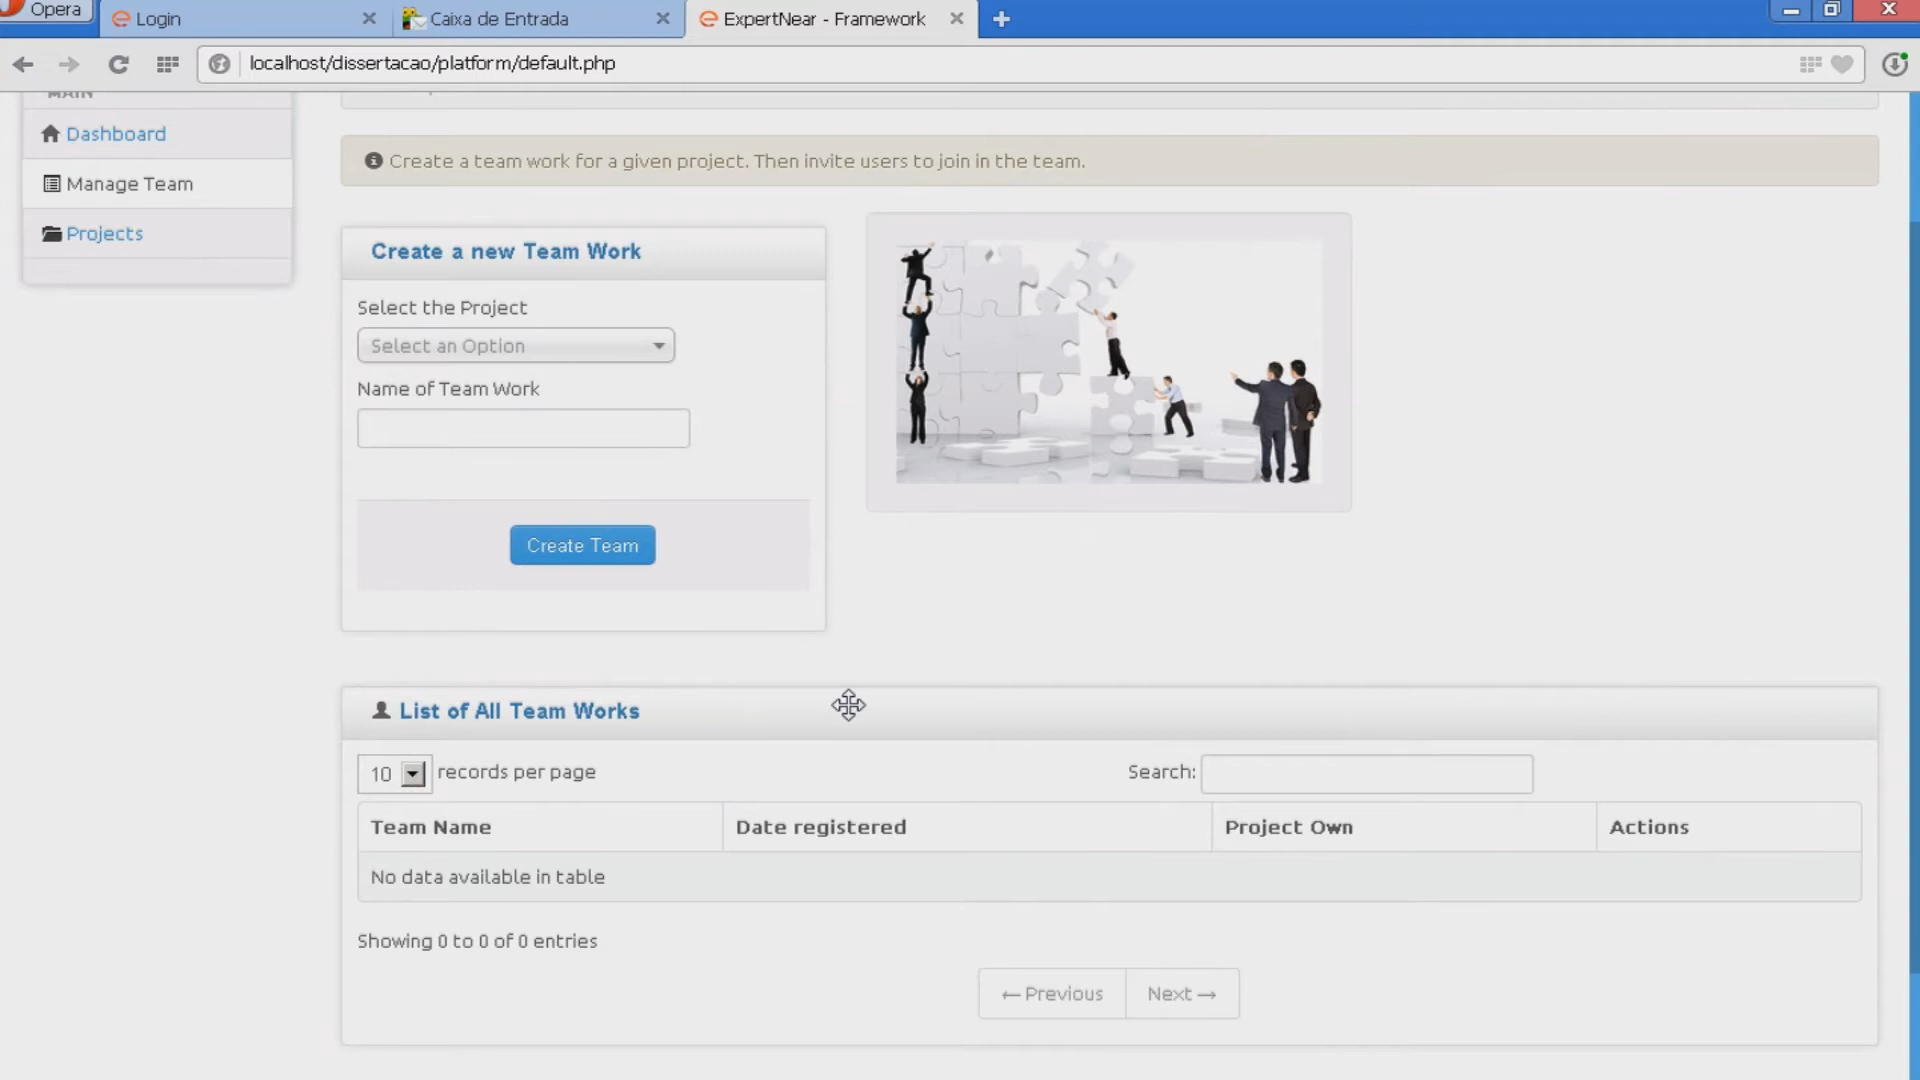 Opera
Login
Caixa de Entrada
ExpertNear - Framework
localhost/dissertacao/platform/default.php
MAIN
Dashboard
Manage Team
Projects
Create a team work for a given project. Then invite users to join in the team.
Create a new Team Work
Select the Project
Select an Option
Name of Team Work
Create Team
List of All Team Works
10 records per page
Search:
Team Name Date registered Project Own Actions
No data available in table
Showing 0 to 0 of 0 entries
← Previous Next →